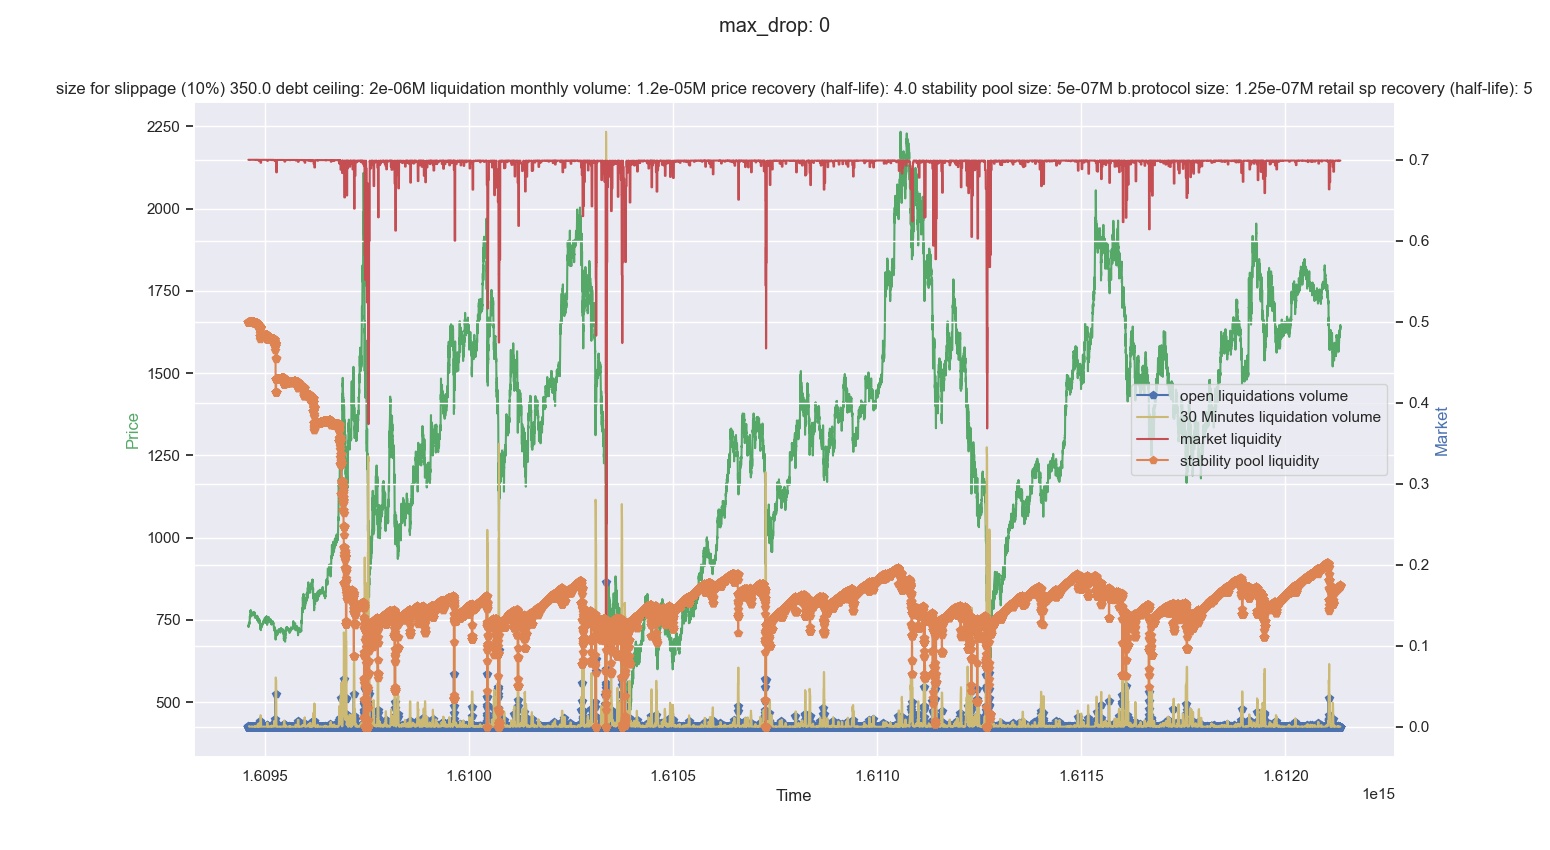 max_drop: 0
size for slippage (10%) 350.0 debt ceiling: 2e-06M liquidation monthly volume: 1.2e-05M price recovery (half-life): 4.0 stability pool size: 5e-07M b.protocol size: 1.25e-07M retail sp recovery (half-life): 5
2250
2000
1750
1500
1250
1000
750
500
Price
0.7
0.6
0.5
0.4
0.3
0.2
0.1
0.0
Market
open liquidations volume
30 Minutes liquidation volume
market liquidity
stability pool liquidity
1.6095
1.6100
1.6105
1.6110
1.6115
1.6120
Time
1e15